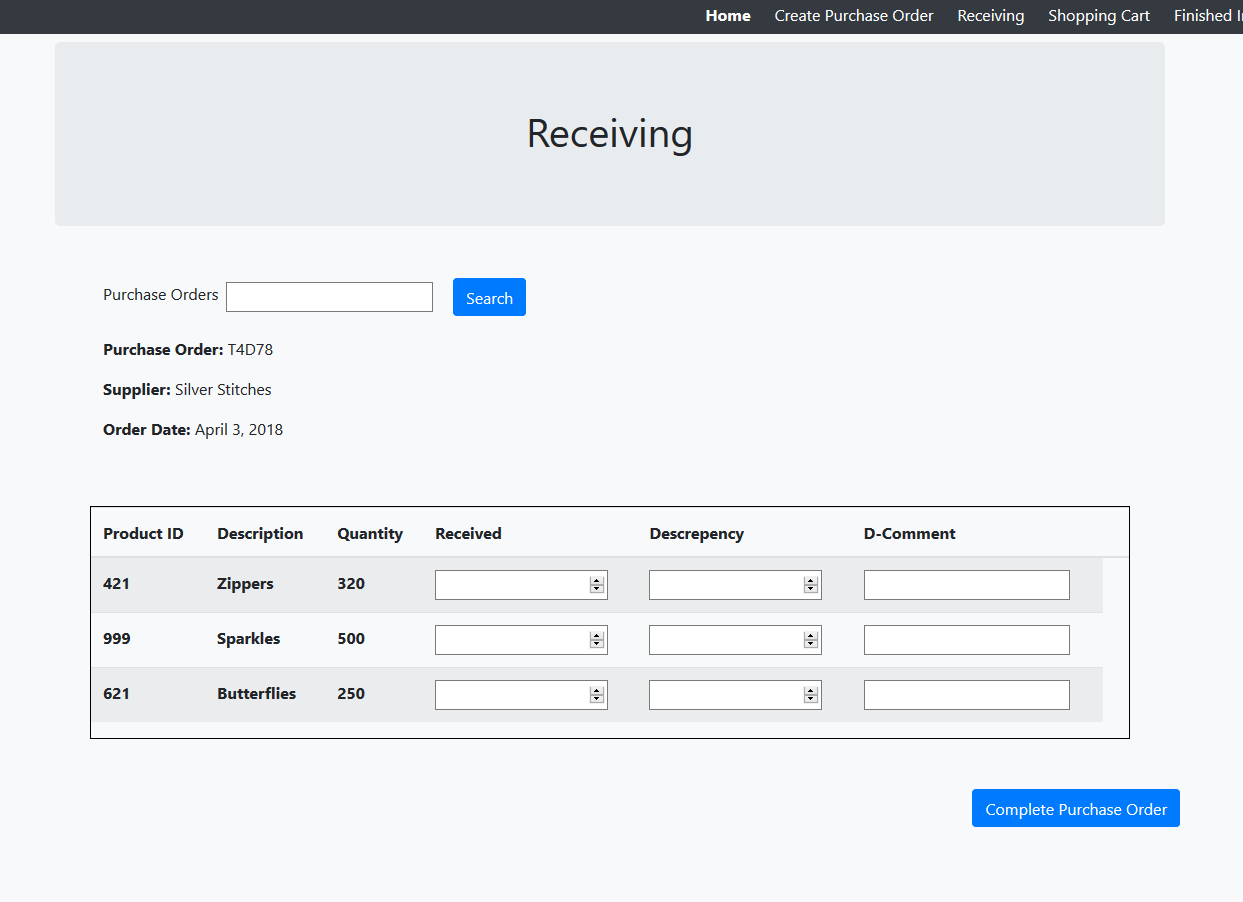 Home Create Purchase Order Receiving Shopping Cart Finished
Receiving
Purchase Orders Search
Purchase Order: T4D78
Supplier: Silver Stitches
Order Date: April 3, 2018
Product ID Description Quantity Received Descrepency D-Comment
421 Zippers 320
999 Sparkles 500
621 Butterflies 250
Complete Purchase Order